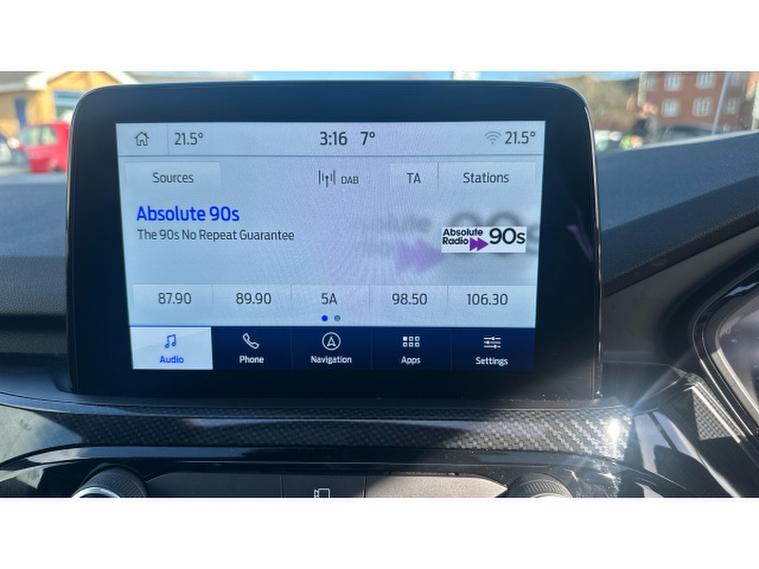 21.5° 3:16 7° 21.5°
Sources DAB TA Stations
Absolute 90s
The 90s No Repeat Guarantee
Absolute
Radio 90s
87.90 89.90 5A 98.50 106.30
Audio Phone Navigation Apps Settings